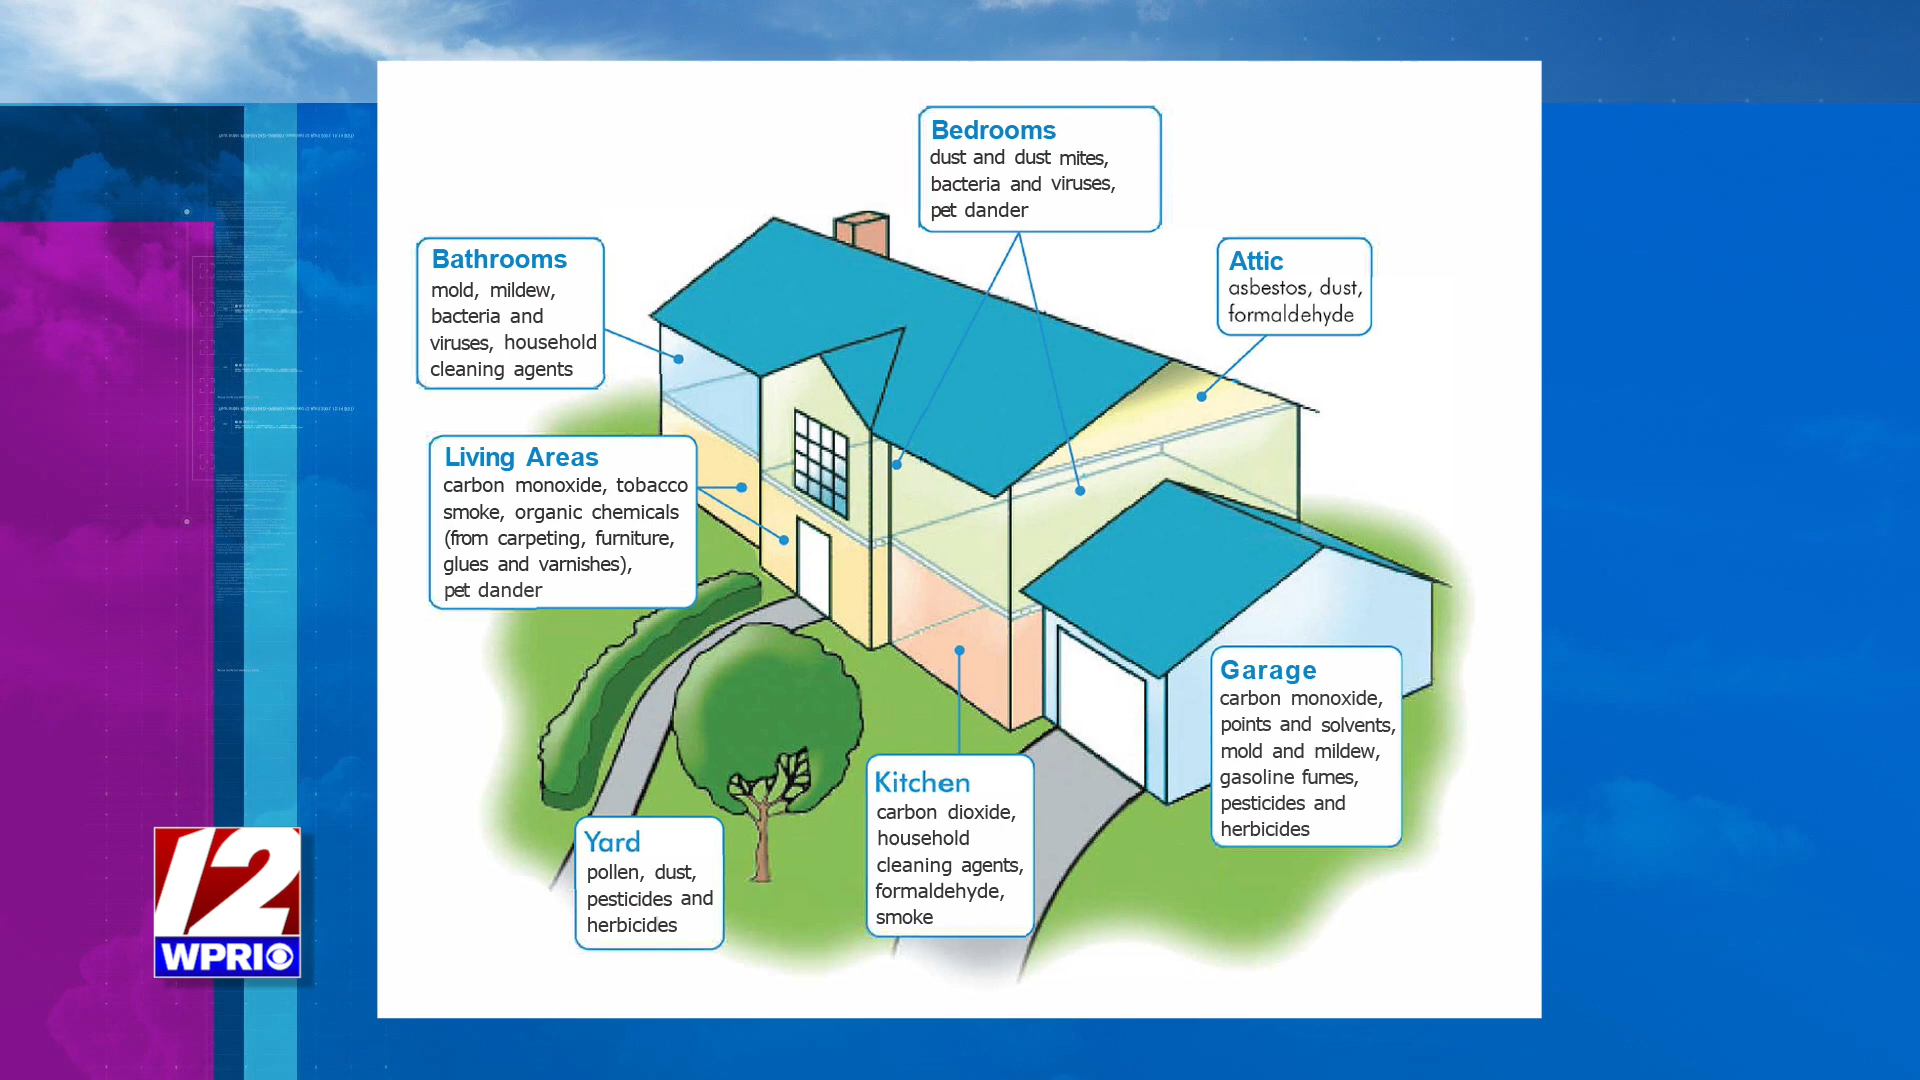 Bedrooms
dust and dust mites,
bacteria and viruses,
pet dander
Bathrooms
mold, mildew,
bacteria and
viruses, household
cleaning agents
Attic
asbestos, dust,
formaldehyde
Living Areas
carbon monoxide, tobacco
smoke, organic chemicals
(from carpeting, furniture,
glues and varnishes),
pet dander
Garage
carbon monoxide,
points and solvents,
mold and mildew,
gasoline fumes,
pesticides and
herbicides
Kitchen
carbon dioxide,
household
cleaning agents,
formaldehyde,
smoke
Yard
pollen, dust,
pesticides and
herbicides
12
WPRI